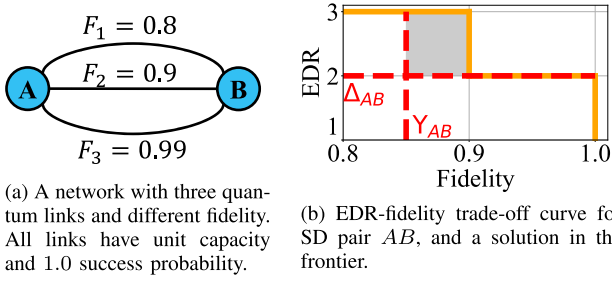 F₁ = 0.8
F₂ = 0.9
A
B
F₃ = 0.99
(a) A network with three quan-
tum links and different fidelity.
All links have unit capacity
and 1.0 success probability.
3
2
1
EDR
Δ_AB
Υ_AB
0.8
0.9
1.0
Fidelity
(b) EDR-fidelity trade-off curve fo
SD pair AB, and a solution in th
frontier.